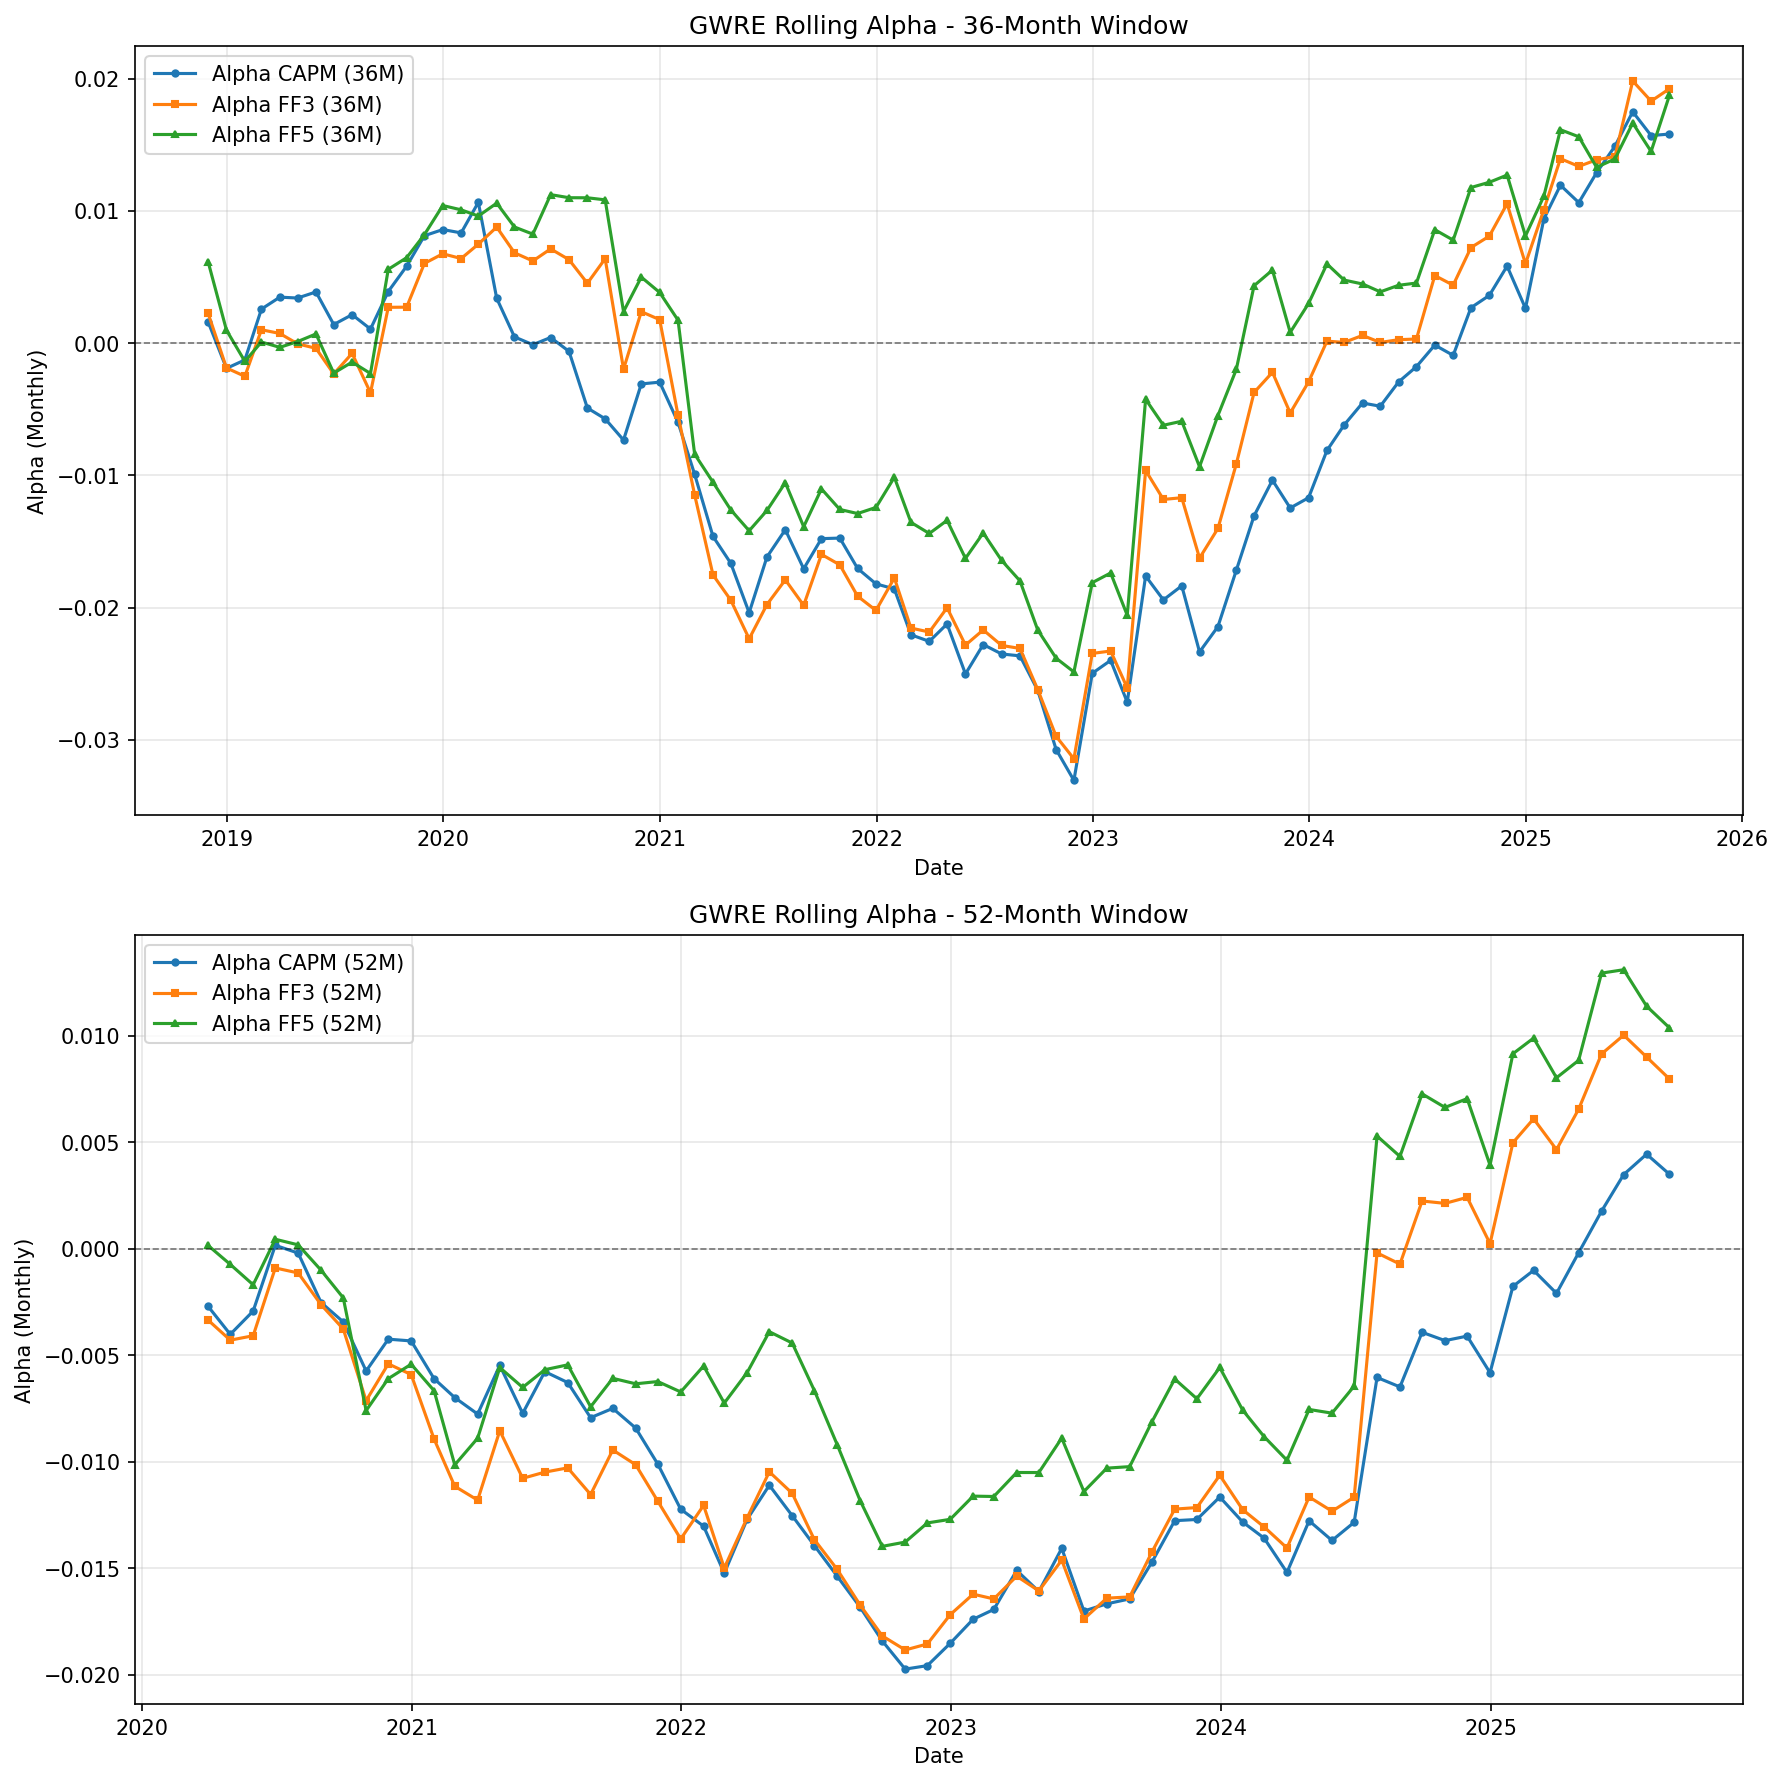 GWRE Rolling Alpha - 36-Month Window
Alpha CAPM (36M)
Alpha FF3 (36M)
Alpha FF5 (36M)
Alpha (Monthly)
0.02
0.01
0.00
−0.01
−0.02
−0.03
2019 2020 2021 2022 2023 2024 2025 2026
Date
GWRE Rolling Alpha - 52-Month Window
Alpha CAPM (52M)
Alpha FF3 (52M)
Alpha FF5 (52M)
Alpha (Monthly)
0.010
0.005
0.000
−0.005
−0.010
−0.015
−0.020
2020 2021 2022 2023 2024 2025
Date